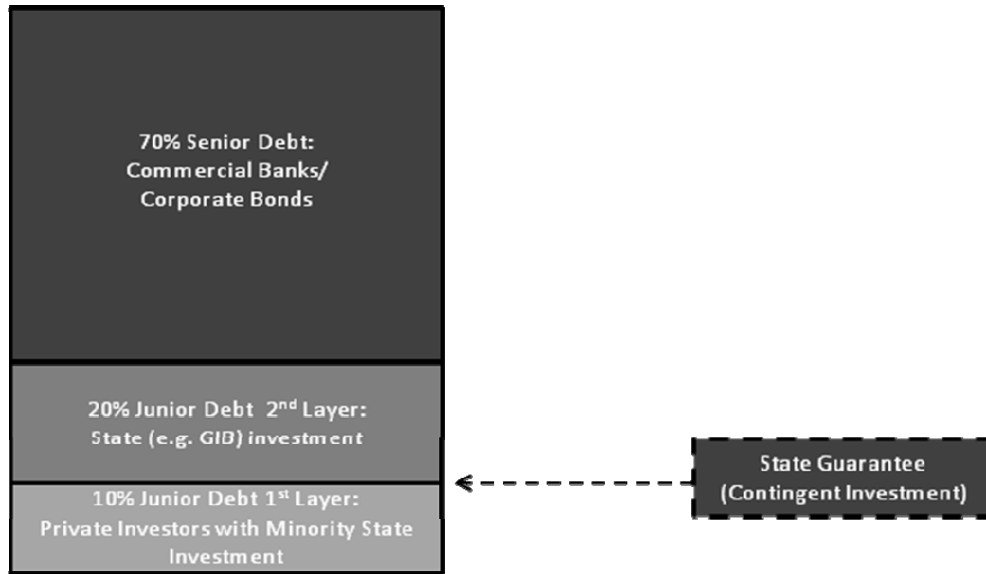 70% Senior Debt:
Commercial Banks/
Corporate Bonds
20% Junior Debt 2nd Layer:
State (e.g. GIB) investment
10% Junior Debt 1st Layer:
Private Investors with Minority State
Investment
State Guarantee
(Contingent Investment)